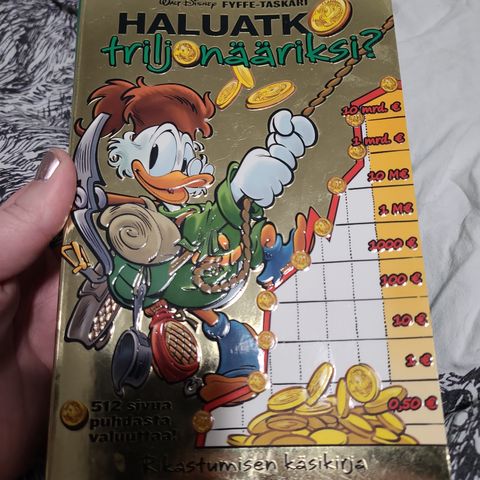 Walt Disney FYFFE-TASKARI
HALUATKO
triljonääriksi?
10 mrd. €
1 mrd. €
10 M€
1 M€
1000 €
100 €
10 €
1 €
0,50 €
512 sivua
puhdasta
valuuttaa!
Rikastumisen käsikirja